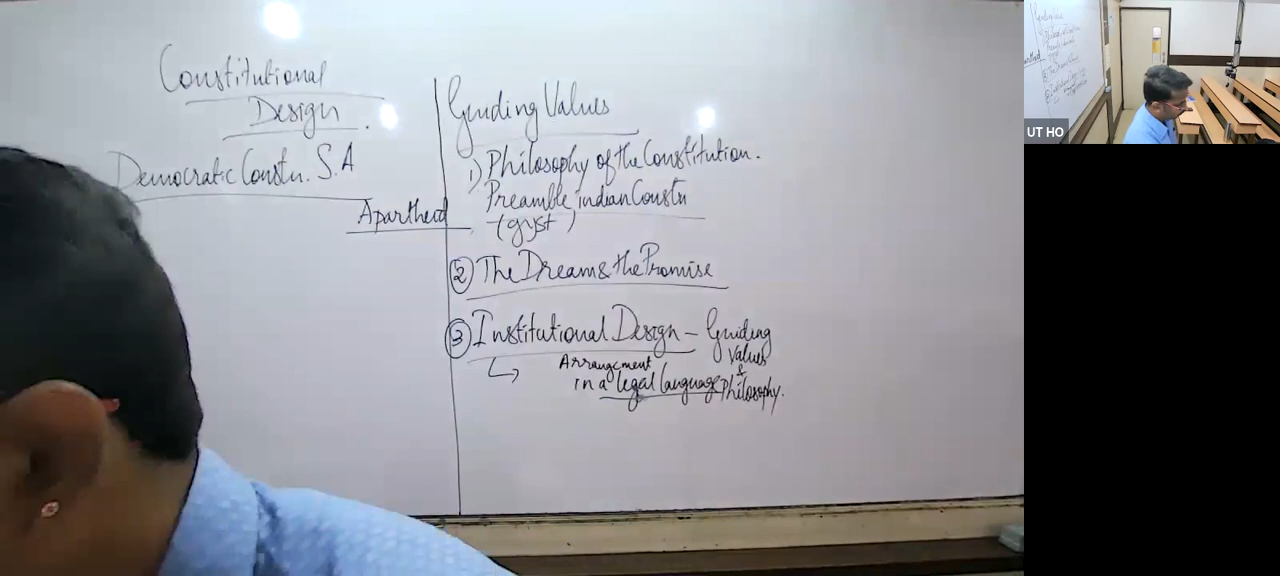 Constitutional
Design.
Democratic Constn. S.A
Apartheid
Guiding Values
1) Philosophy of the Constitution.
Preamble indian Constn
(gyst)
② The Dream & the Promise
③ Institutional Design - Guiding
Values
&
Philosophy.
Arrangement
in a legal language
UT HO